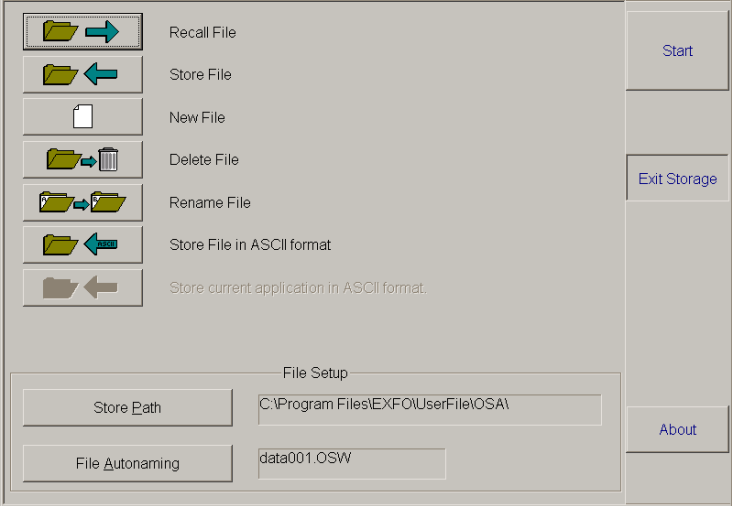 Recall File
Start
Store File
New File
Delete File
Exit Storage
Rename File
Store File in ASCII format
Store current application in ASCII format.
File Setup
Store Path
C:\Program Files\EXFO\UserFile\OSA\
About
File Autonaming
data001.OSW